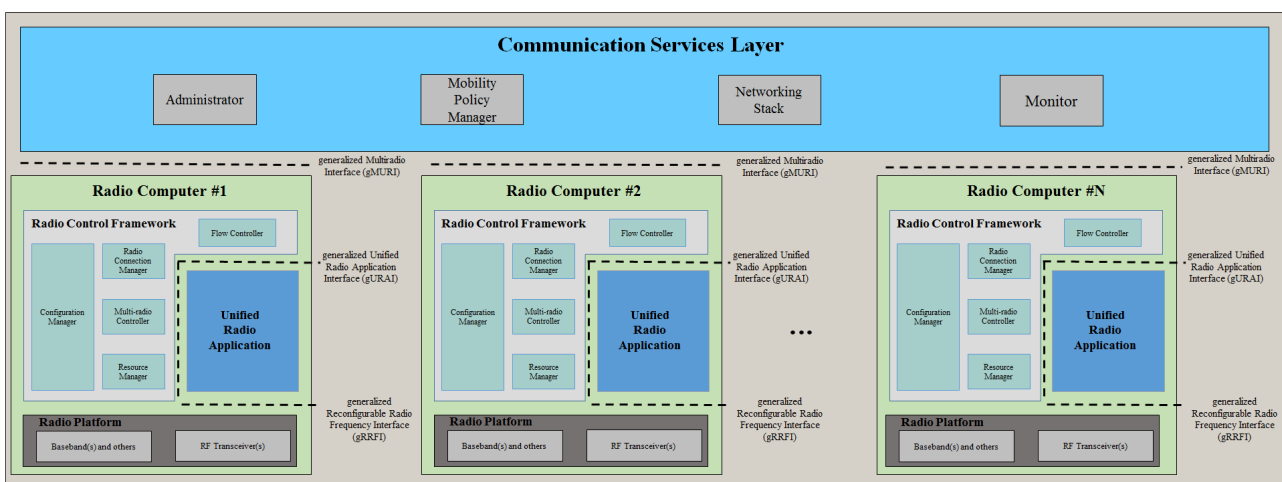 Communication Services Layer
Administrator
Mobility
Policy
Manager
Networking
Stack
Monitor
generalized Multiradio
Interface (gMURI)
generalized Multiradio
Interface (gMURI)
generalized Multiradio
Interface (gMURI)
Radio Computer #1
Radio Control Framework
Flow Controller
Configuration
Manager
Radio
Connection
Manager
Multi-radio
Controller
Resource
Manager
Unified
Radio
Application
generalized Unified
Radio Application
Interface (gURAI)
generalized
Reconfigurable Radio
Frequency Interface
(gRRFI)
Radio Platform
Baseband(s) and others
RF Transceiver(s)
Radio Computer #2
Radio Control Framework
Flow Controller
Configuration
Manager
Radio
Connection
Manager
Multi-radio
Controller
Resource
Manager
Unified
Radio
Application
generalized Unified
Radio Application
Interface (gURAI)
generalized
Reconfigurable Radio
Frequency Interface
(gRRFI)
Radio Platform
Baseband(s) and others
RF Transceiver(s)
...
Radio Computer #N
Radio Control Framework
Flow Controller
Configuration
Manager
Radio
Connection
Manager
Multi-radio
Controller
Resource
Manager
Unified
Radio
Application
generalized Unified
Radio Application
Interface (gURAI)
generalized
Reconfigurable Radio
Frequency Interface
(gRRFI)
Radio Platform
Baseband(s) and others
RF Transceiver(s)